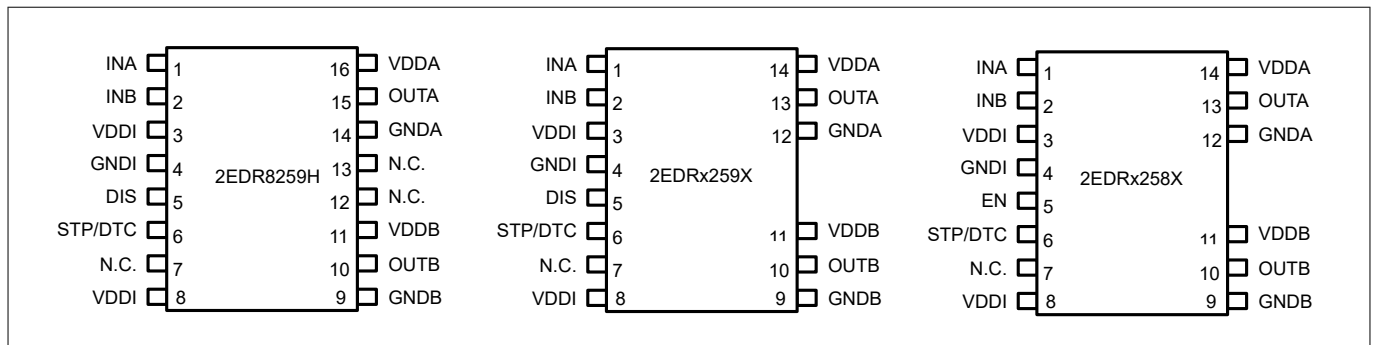 INA 1 16 VDDA
INB 2 15 OUTA
VDDI 3 14 GNDA
GNDI 4 2EDR8259H 13 N.C.
DIS 5 12 N.C.
STP/DTC 6 11 VDDB
N.C. 7 10 OUTB
VDDI 8 9 GNDB
INA 1 14 VDDA
INB 2 13 OUTA
VDDI 3 12 GNDA
GNDI 4 2EDRx259X
DIS 5
STP/DTC 6 11 VDDB
N.C. 7 10 OUTB
VDDI 8 9 GNDB
INA 1 14 VDDA
INB 2 13 OUTA
VDDI 3 12 GNDA
GNDI 4 2EDRx258X
EN 5
STP/DTC 6 11 VDDB
N.C. 7 10 OUTB
VDDI 8 9 GNDB